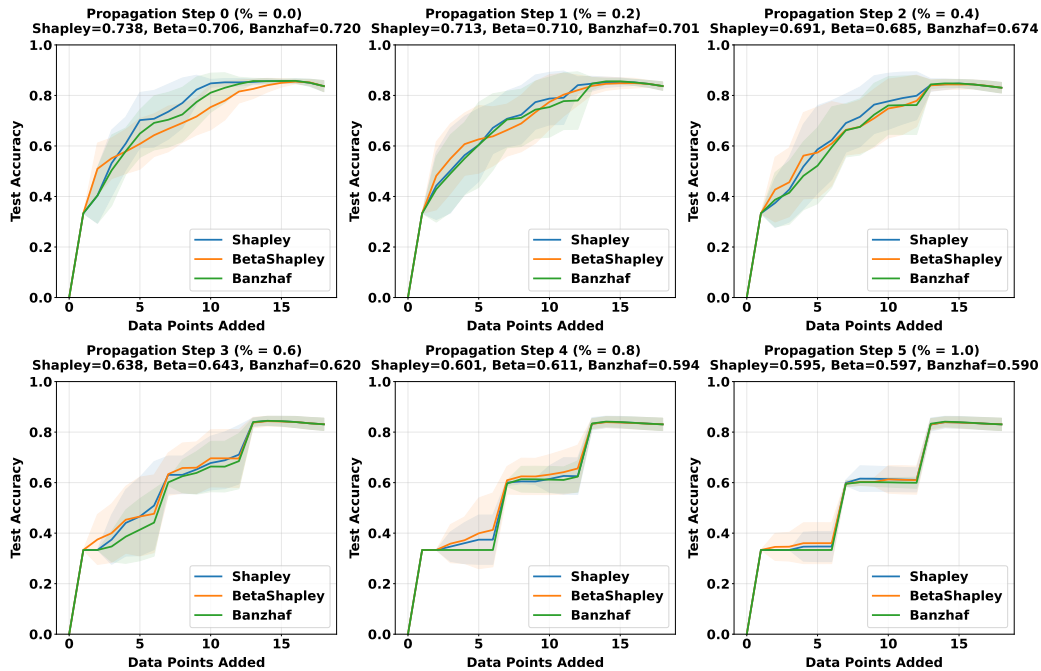 Propagation Step 0 (% = 0.0)
Shapley=0.738, Beta=0.706, Banzhaf=0.720
1.0
0.8
0.6
0.4
0.2
0.0
Test Accuracy
Shapley
BetaShapley
Banzhaf
0 5 10 15
Data Points Added
Propagation Step 1 (% = 0.2)
Shapley=0.713, Beta=0.710, Banzhaf=0.701
1.0
0.8
0.6
0.4
0.2
0.0
Test Accuracy
Shapley
BetaShapley
Banzhaf
0 5 10 15
Data Points Added
Propagation Step 2 (% = 0.4)
Shapley=0.691, Beta=0.685, Banzhaf=0.674
1.0
0.8
0.6
0.4
0.2
0.0
Test Accuracy
Shapley
BetaShapley
Banzhaf
0 5 10 15
Data Points Added
Propagation Step 3 (% = 0.6)
Shapley=0.638, Beta=0.643, Banzhaf=0.620
1.0
0.8
0.6
0.4
0.2
0.0
Test Accuracy
Shapley
BetaShapley
Banzhaf
0 5 10 15
Data Points Added
Propagation Step 4 (% = 0.8)
Shapley=0.601, Beta=0.611, Banzhaf=0.594
1.0
0.8
0.6
0.4
0.2
0.0
Test Accuracy
Shapley
BetaShapley
Banzhaf
0 5 10 15
Data Points Added
Propagation Step 5 (% = 1.0)
Shapley=0.595, Beta=0.597, Banzhaf=0.590
1.0
0.8
0.6
0.4
0.2
0.0
Test Accuracy
Shapley
BetaShapley
Banzhaf
0 5 10 15
Data Points Added